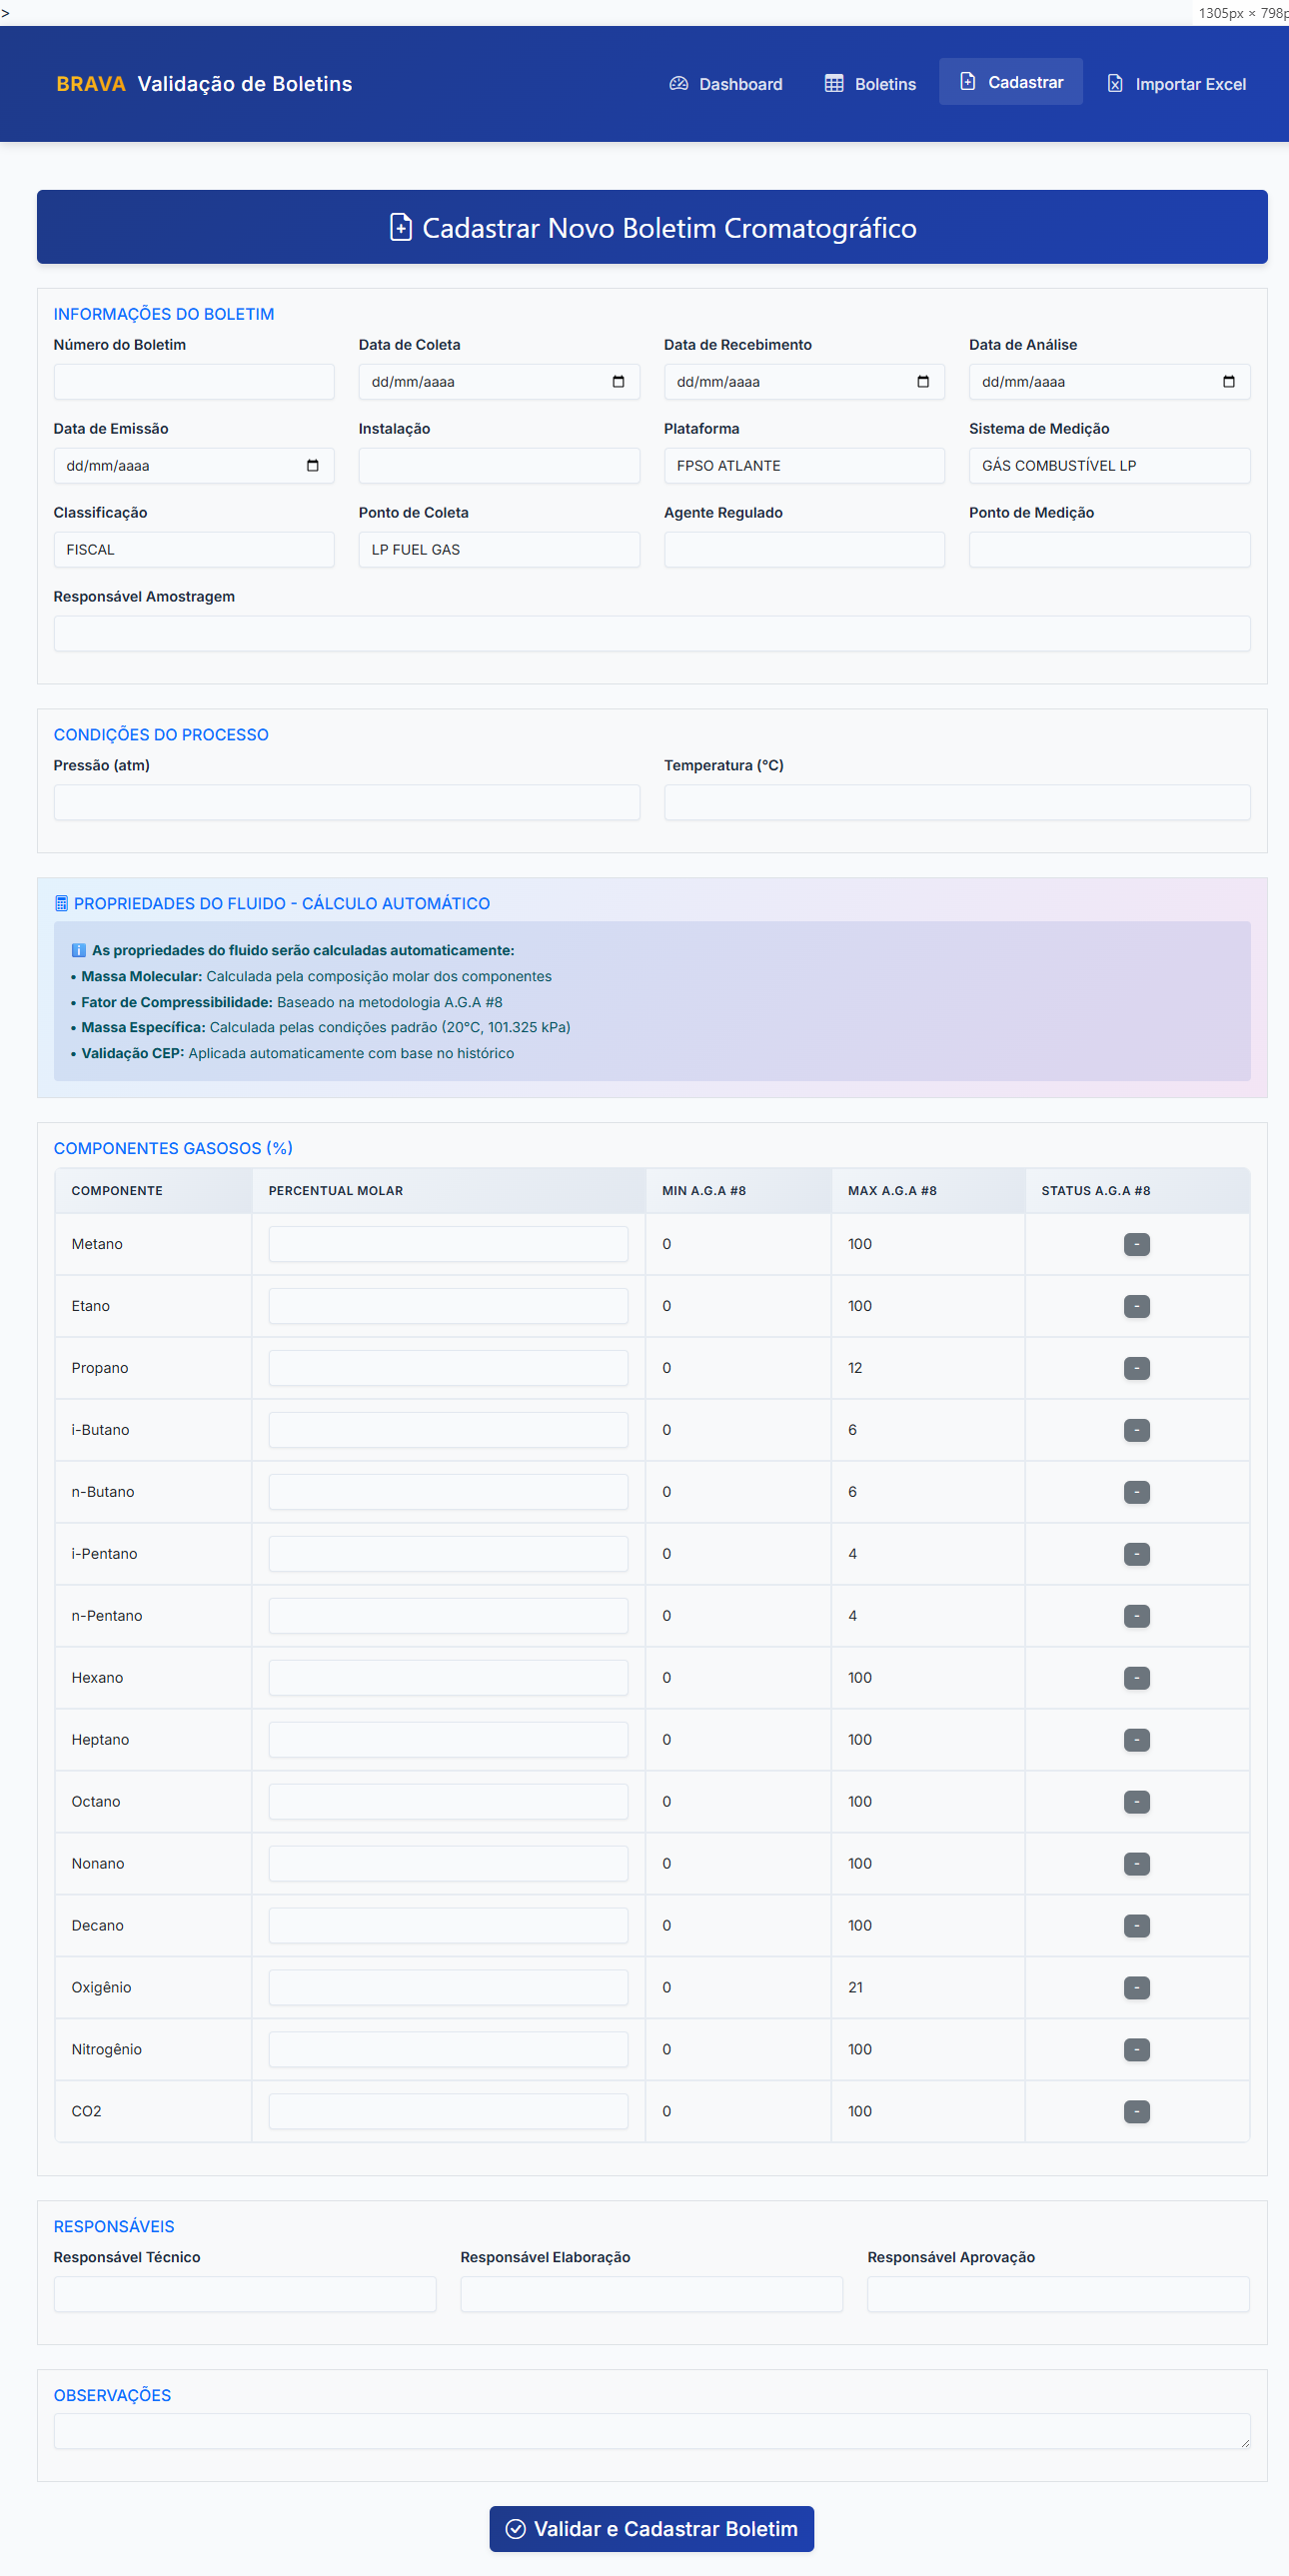 >
1305px × 798p
BRAVA Validação de Boletins
Dashboard
Boletins
Cadastrar
Importar Excel
Cadastrar Novo Boletim Cromatográfico
INFORMAÇÕES DO BOLETIM
Número do Boletim
Data de Coleta
Data de Recebimento
Data de Análise
dd/mm/aaaa
dd/mm/aaaa
dd/mm/aaaa
Data de Emissão
Instalação
Plataforma
Sistema de Medição
dd/mm/aaaa
FPSO ATLANTE
GÁS COMBUSTÍVEL LP
Classificação
Ponto de Coleta
Agente Regulado
Ponto de Medição
FISCAL
LP FUEL GAS
Responsável Amostragem
CONDIÇÕES DO PROCESSO
Pressão (atm)
Temperatura (°C)
PROPRIEDADES DO FLUIDO - CÁLCULO AUTOMÁTICO
ℹ️ As propriedades do fluido serão calculadas automaticamente:
• Massa Molecular: Calculada pela composição molar dos componentes
• Fator de Compressibilidade: Baseado na metodologia A.G.A #8
• Massa Específica: Calculada pelas condições padrão (20°C, 101.325 kPa)
• Validação CEP: Aplicada automaticamente com base no histórico
COMPONENTES GASOSOS (%)
COMPONENTE PERCENTUAL MOLAR MIN A.G.A #8 MAX A.G.A #8 STATUS A.G.A #8
Metano 0 100 -
Etano 0 100 -
Propano 0 12 -
i-Butano 0 6 -
n-Butano 0 6 -
i-Pentano 0 4 -
n-Pentano 0 4 -
Hexano 0 100 -
Heptano 0 100 -
Octano 0 100 -
Nonano 0 100 -
Decano 0 100 -
Oxigênio 0 21 -
Nitrogênio 0 100 -
CO2 0 100 -
RESPONSÁVEIS
Responsável Técnico
Responsável Elaboração
Responsável Aprovação
OBSERVAÇÕES
Validar e Cadastrar Boletim